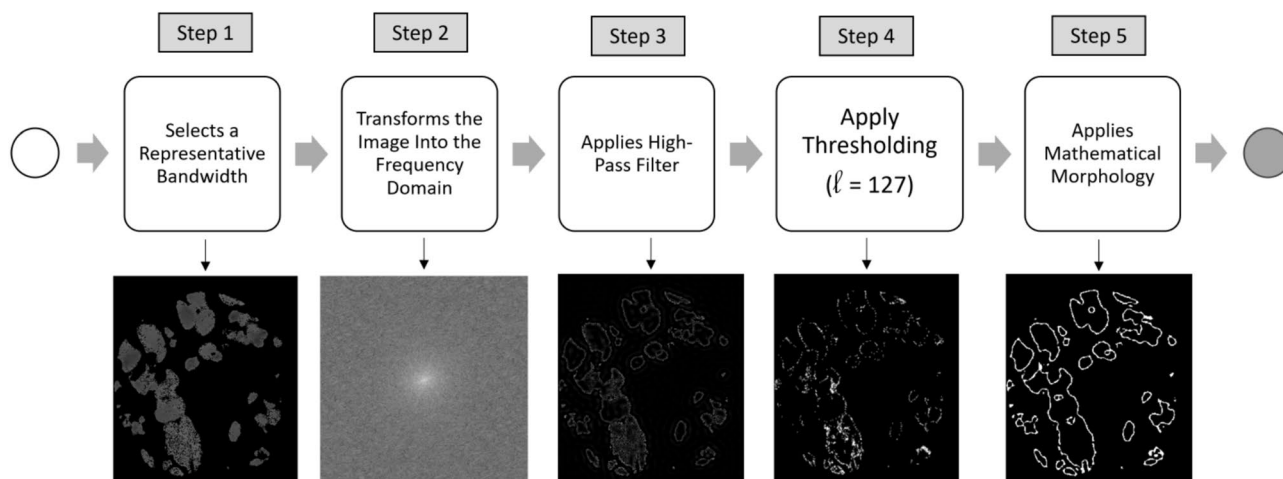 Step 1
Step 2
Step 3
Step 4
Step 5
Selects a
Representative
Bandwidth
Transforms the
Image Into the
Frequency
Domain
Applies High-
Pass Filter
Apply
Thresholding
(ℓ = 127)
Applies
Mathematical
Morphology